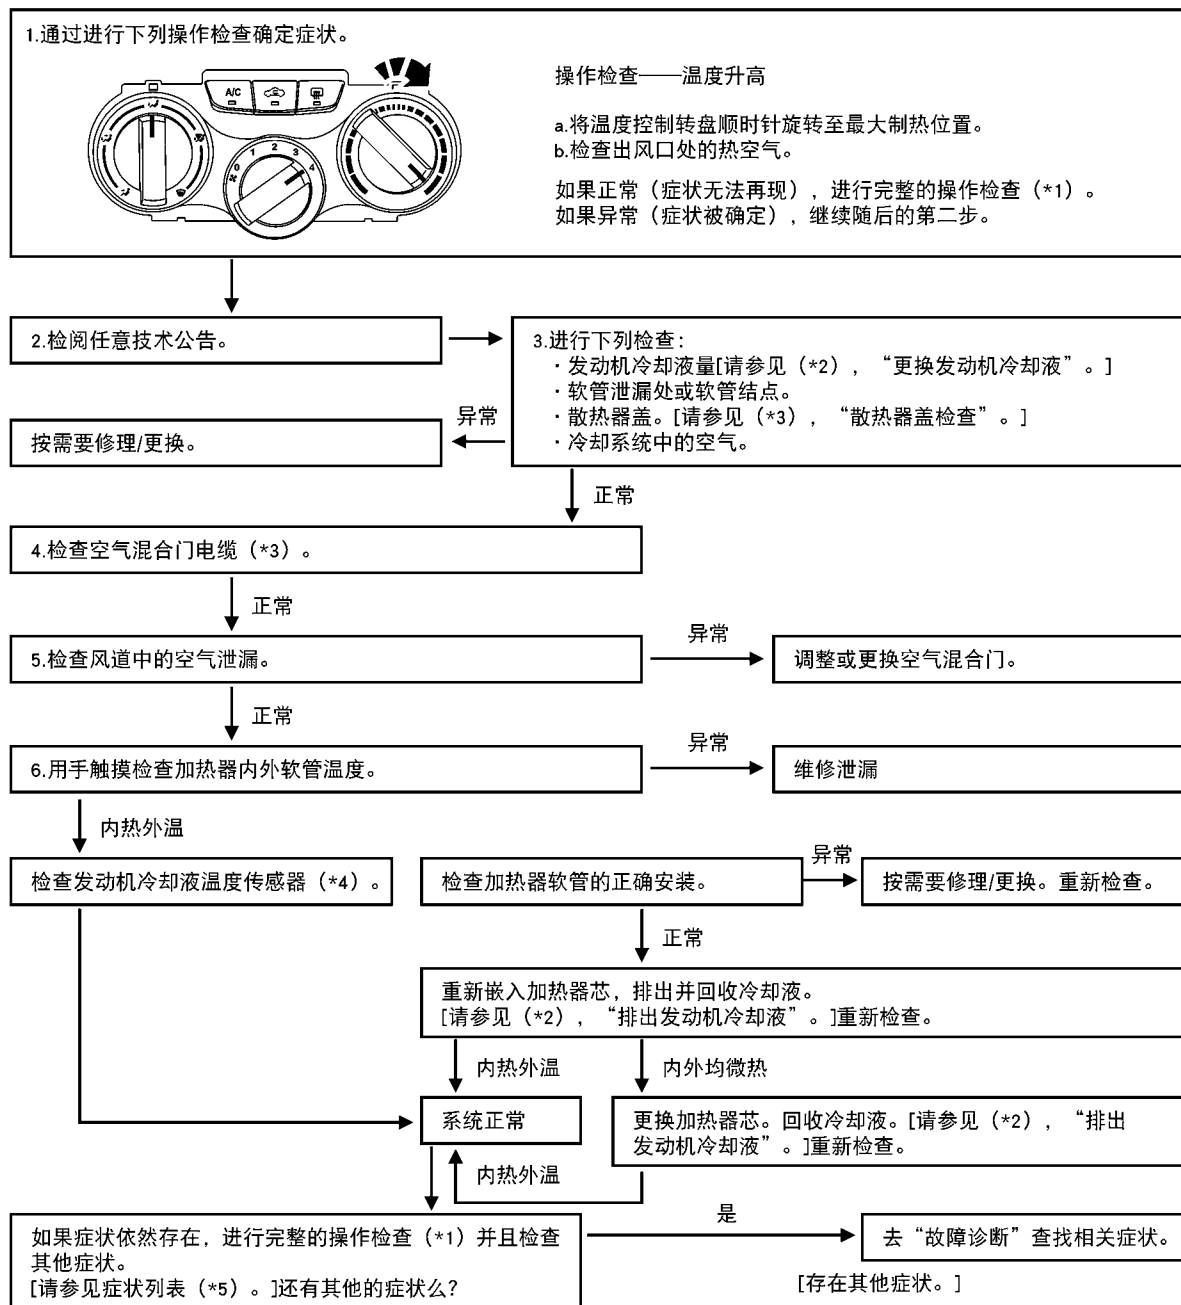 1.通过进行下列操作检查确定症状。
A/C
0 1 2 3 4
操作检查——温度升高
a.将温度控制转盘顺时针旋转至最大制热位置。
b.检查出风口处的热空气。
如果正常（症状无法再现），进行完整的操作检查（*1）。
如果异常（症状被确定），继续随后的第二步。
2.检阅任意技术公告。
3.进行下列检查：
·发动机冷却液量[请参见（*2），“更换发动机冷却液”。]
·软管泄漏处或软管结点。
·散热器盖。[请参见（*3），“散热器盖检查”。]
·冷却系统中的空气。
异常
按需要修理/更换。
正常
4.检查空气混合门电缆（*3）。
正常
5.检查风道中的空气泄漏。
异常
调整或更换空气混合门。
正常
6.用手触摸检查加热器内外软管温度。
异常
维修泄漏
内热外温
检查发动机冷却液温度传感器（*4）。
检查加热器软管的正确安装。
异常
按需要修理/更换。重新检查。
正常
重新嵌入加热器芯，排出并回收冷却液。
[请参见（*2），“排出发动机冷却液”。]重新检查。
内热外温
内外均微热
系统正常
更换加热器芯。回收冷却液。[请参见（*2），“排出
发动机冷却液”。]重新检查。
内热外温
如果症状依然存在，进行完整的操作检查（*1）并且检查
其他症状。
[请参见症状列表（*5）。]还有其他的症状么？
是
去“故障诊断”查找相关症状。
[存在其他症状。]